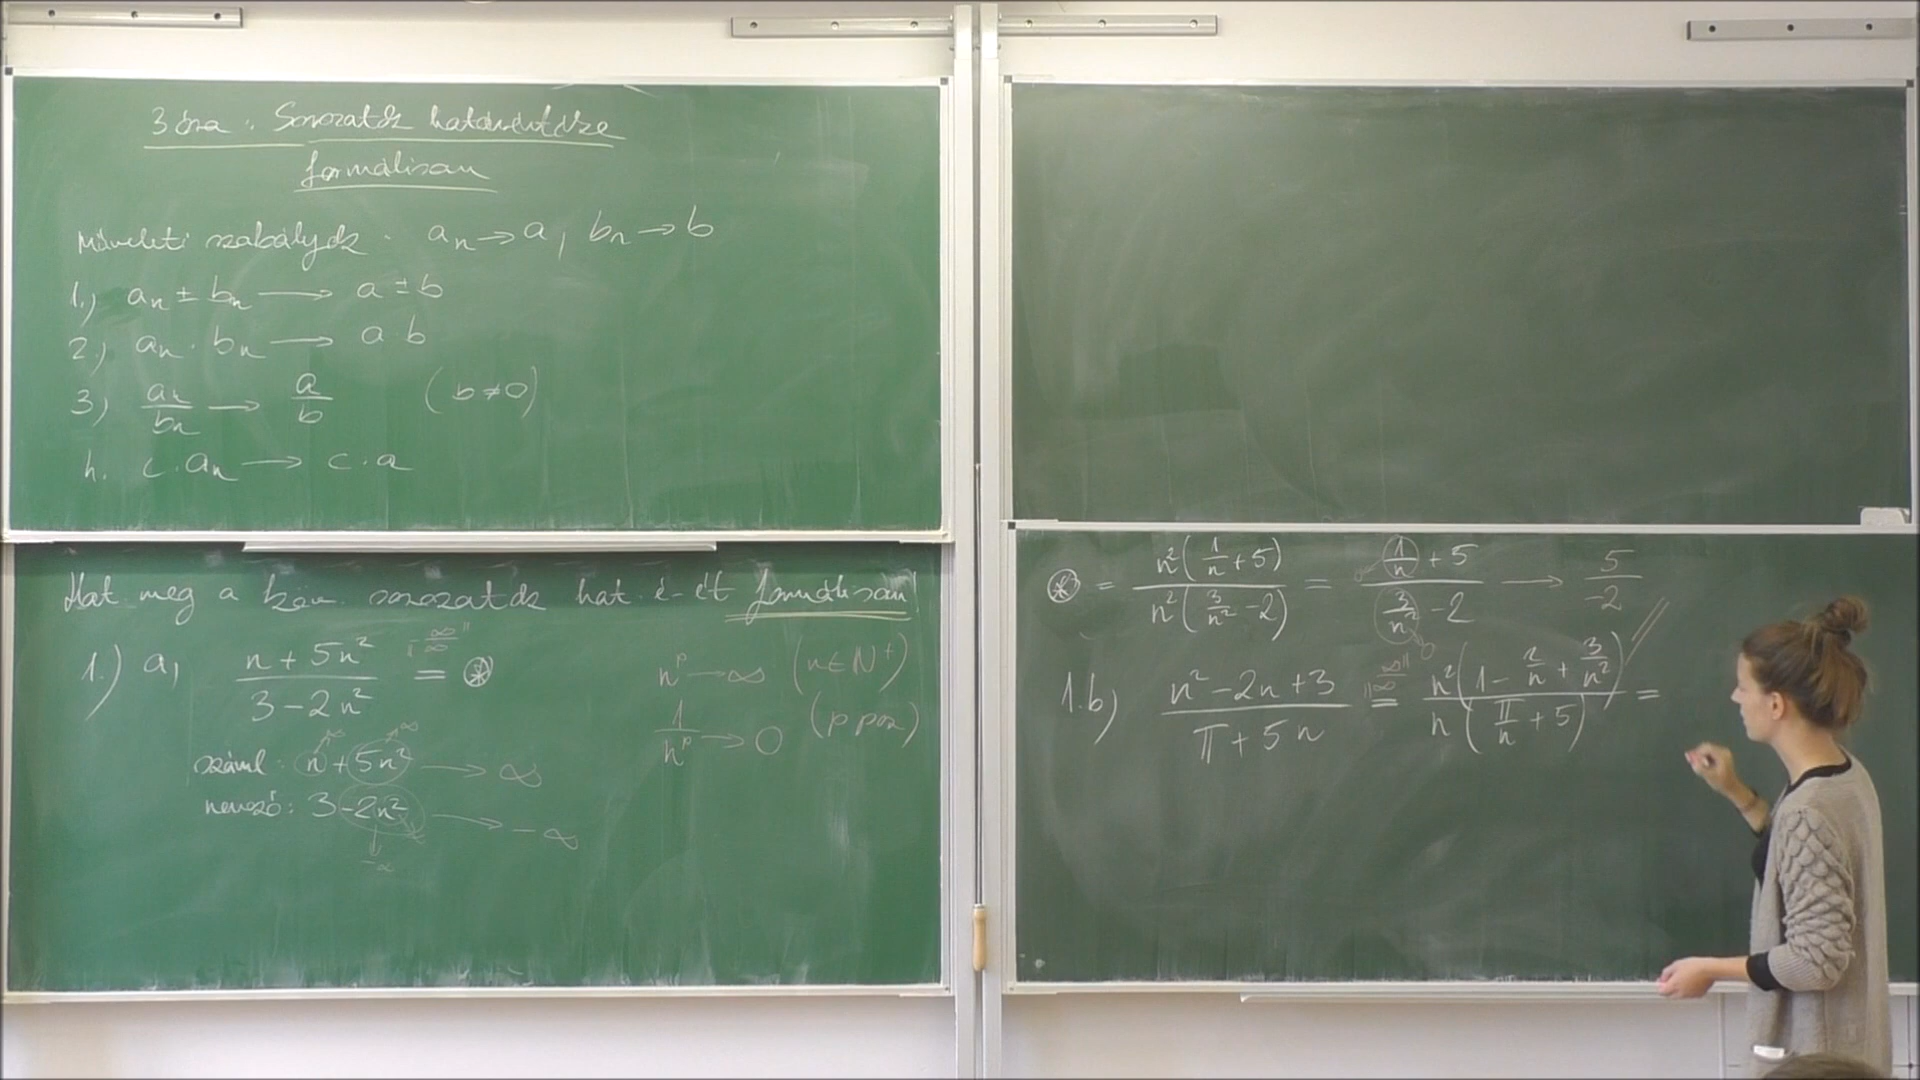 3 óra: Sorozatok határértéke
formálisan
Műveleti szabályok. aₙ → a, bₙ → b
1.) aₙ ± bₙ → a ± b
2.) aₙ · bₙ → a · b
3) aₙ/bₙ → a/b (b ≠ 0)
4. c · aₙ → c · a
Hat. meg a köv. sorozatok hat. é-ét formálisan!
1.) a, (n + 5n²)/(3 − 2n²) "∞/∞" = ⊛
száml: n + 5n² → ∞
nevező: 3 − 2n² → −∞
−∞
nᵖ → ∞ (n ∈ ℕ⁺)
1/nᵖ → 0 (p poz)
⊛ = n²(1/n + 5)/n²(3/n² − 2) = (1/n + 5)/(3/n² − 2) → 5/−2
1.b) (n² − 2n + 3)/(π + 5n) "∞/∞" = n²(1 − 2/n + 3/n²)/n(π/n + 5) =